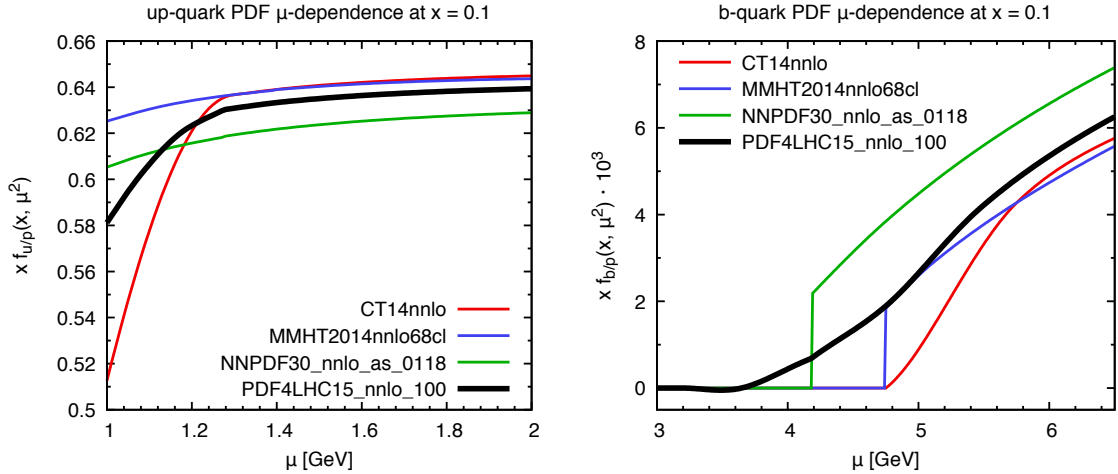 up-quark PDF μ-dependence at x = 0.1
0.66
0.64
0.62
0.6
0.58
0.56
0.54
0.52
0.5
x f_{u/p}(x, μ²)
CT14nnlo
MMHT2014nnlo68cl
NNPDF30_nnlo_as_0118
PDF4LHC15_nnlo_100
1
1.2
1.4
1.6
1.8
2
μ [GeV]
b-quark PDF μ-dependence at x = 0.1
8
6
4
2
0
x f_{b/p}(x, μ²) · 10³
CT14nnlo
MMHT2014nnlo68cl
NNPDF30_nnlo_as_0118
PDF4LHC15_nnlo_100
3
4
5
6
μ [GeV]